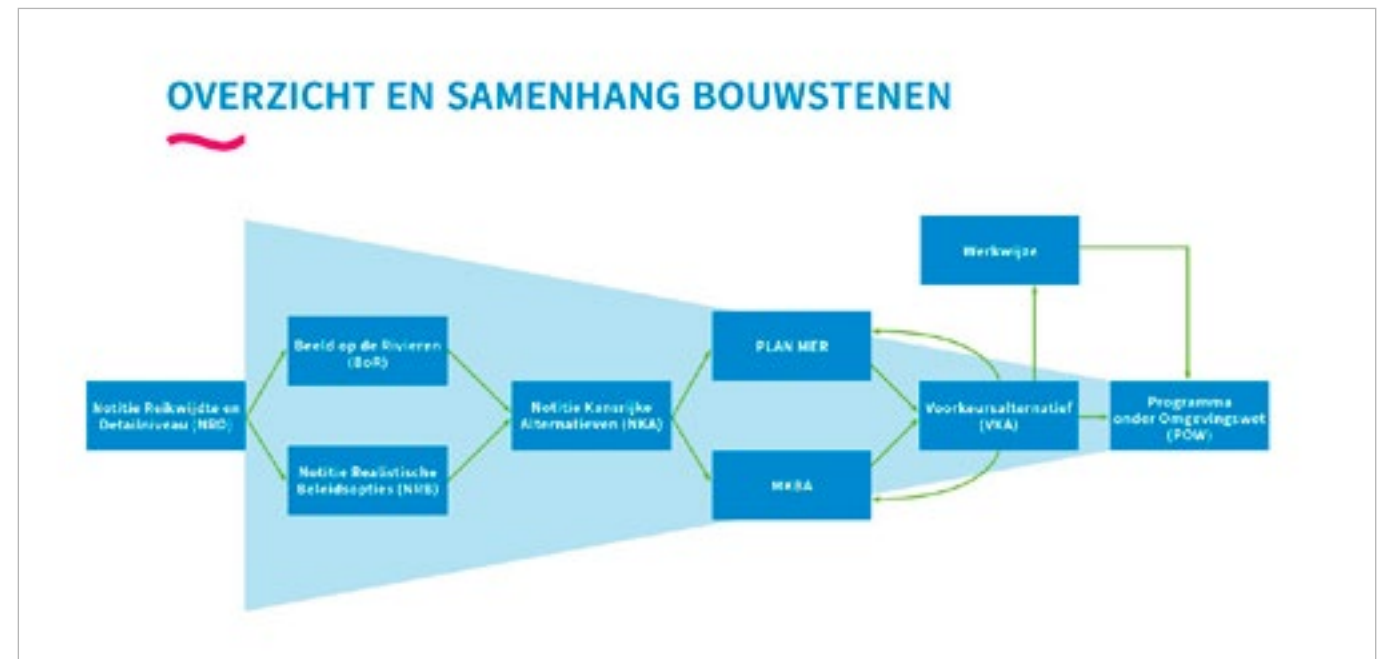 OVERZICHT EN SAMENHANG BOUWSTENEN
Werkwijze
Beeld op de Rivieren
(BoR)
PLAN MER
Notitie Reikwijdte en
Detailniveau (NRD)
Notitie Kansrijke
Alternatieven (NKA)
Voorkeursalternatief
(VKA)
Programma
onder Omgevingswet
(POW)
Notitie Realistische
Beleidsopties
MKBA